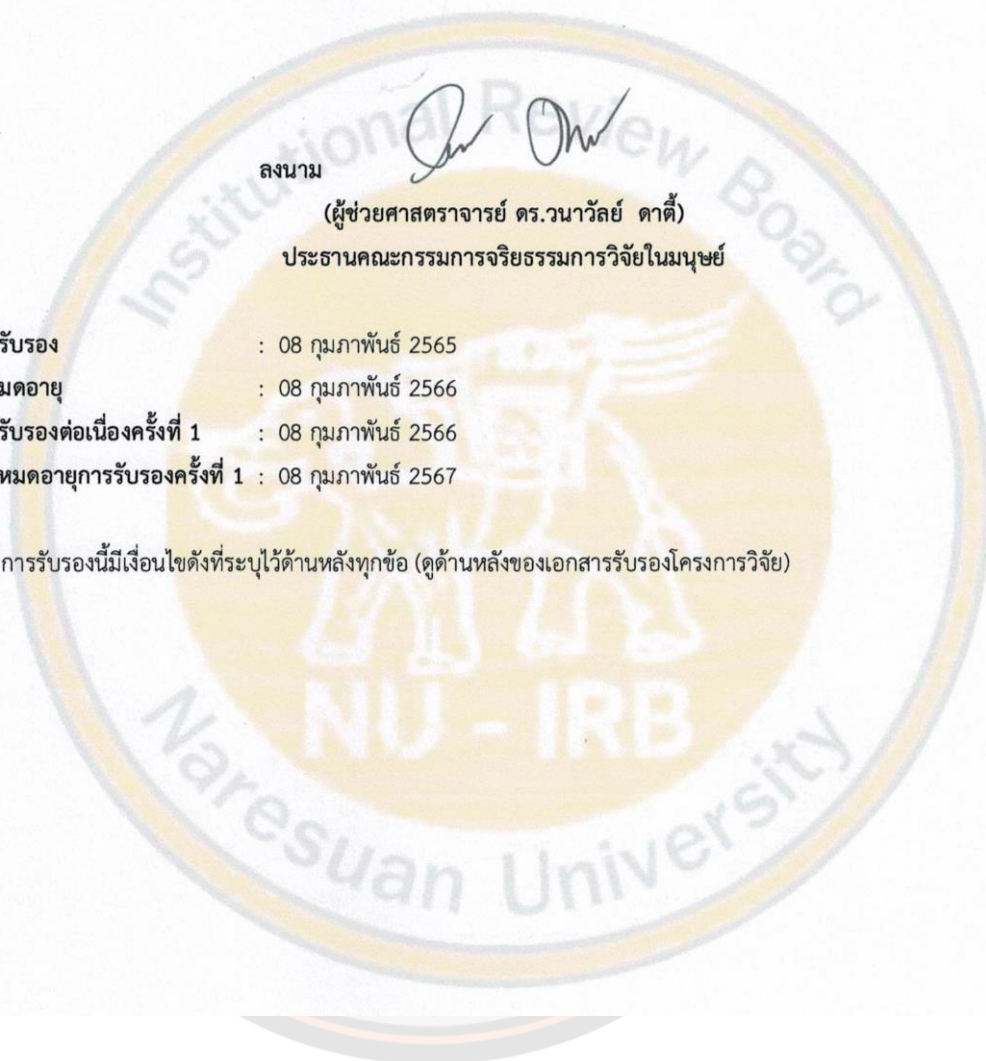 Institutional Review Board
ลงนาม
(ผู้ช่วยศาสตราจารย์ ดร.วนาวัลย์ ดาตี้)
ประธานคณะกรรมการจริยธรรมการวิจัยในมนุษย์
รับรอง : 08 กุมภาพันธ์ 2565
มดอายุ : 08 กุมภาพันธ์ 2566
รับรองต่อเนื่องครั้งที่ 1 : 08 กุมภาพันธ์ 2566
หมดอายุการรับรองครั้งที่ 1 : 08 กุมภาพันธ์ 2567
การรับรองนี้มีเงื่อนไขดังที่ระบุไว้ด้านหลังทุกข้อ (ดูด้านหลังของเอกสารรับรองโครงการวิจัย)
NU - IRB
Naresuan University